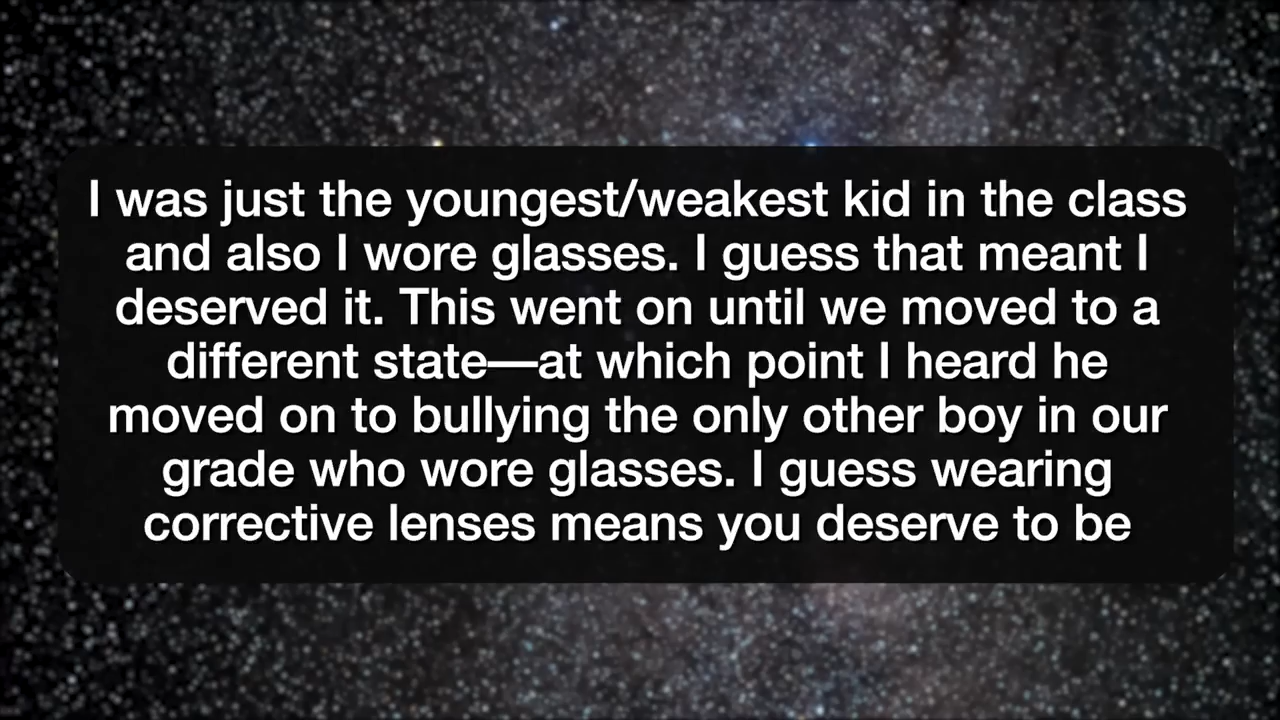 I was just the youngest/weakest kid in the class
and also I wore glasses. I guess that meant I
deserved it. This went on until we moved to a
different state—at which point I heard he
moved on to bullying the only other boy in our
grade who wore glasses. I guess wearing
corrective lenses means you deserve to be